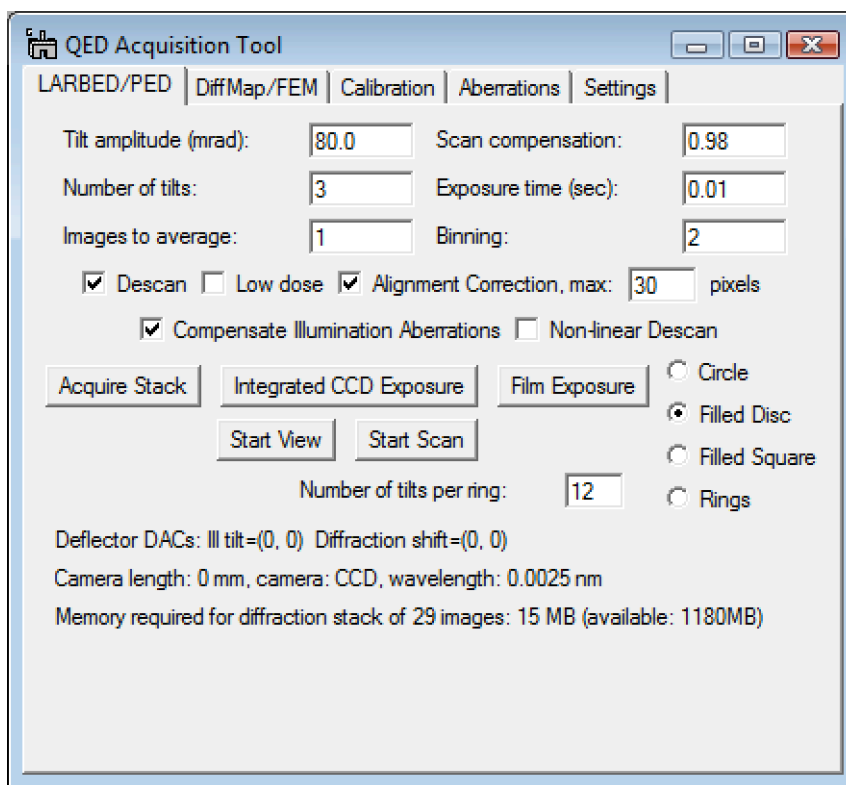 QED Acquisition Tool
LARBED/PED DiffMap/FEM Calibration Aberrations Settings
Tilt amplitude (mrad): 80.0 Scan compensation: 0.98
Number of tilts: 3 Exposure time (sec): 0.01
Images to average: 1 Binning: 2
Descan Low dose Alignment Correction, max: 30 pixels
Compensate Illumination Aberrations Non-linear Descan
Acquire Stack Integrated CCD Exposure Film Exposure Circle
Filled Disc
Start View Start Scan Filled Square
Number of tilts per ring: 12 Rings
Deflector DACs: Ill tilt=(0, 0) Diffraction shift=(0, 0)
Camera length: 0 mm, camera: CCD, wavelength: 0.0025 nm
Memory required for diffraction stack of 29 images: 15 MB (available: 1180MB)